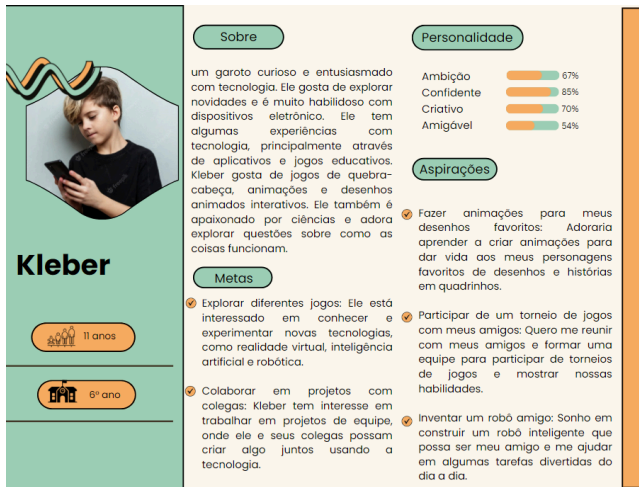 Kleber
11 anos
6º ano
Sobre
um garoto curioso e entusiasmado
com tecnologia. Ele gosta de explorar
novidades e é muito habilidoso com
dispositivos eletrônico. Ele tem
algumas experiências com
tecnologia, principalmente através
de aplicativos e jogos educativos.
Kleber gosta de jogos de quebra-
cabeça, animações e desenhos
animados interativos. Ele também é
apaixonado por ciências e adora
explorar questões sobre como as
coisas funcionam.
Metas
Explorar diferentes jogos: Ele está
interessado em conhecer e
experimentar novas tecnologias,
como realidade virtual, inteligência
artificial e robótica.
Colaborar em projetos com
colegas: Kleber tem interesse em
trabalhar em projetos de equipe,
onde ele e seus colegas possam
criar algo juntos usando a
tecnologia.
Personalidade
Ambição 67%
Confidente 85%
Criativo 70%
Amigável 54%
Aspirações
Fazer animações para meus
desenhos favoritos: Adoraria
aprender a criar animações para
dar vida aos meus personagens
favoritos de desenhos e histórias
em quadrinhos.
Participar de um torneio de jogos
com meus amigos: Quero me reunir
com meus amigos e formar uma
equipe para participar de torneios
de jogos e mostrar nossas
habilidades.
Inventar um robô amigo: Sonho em
construir um robô inteligente que
possa ser meu amigo e me ajudar
em algumas tarefas divertidas do
dia a dia.